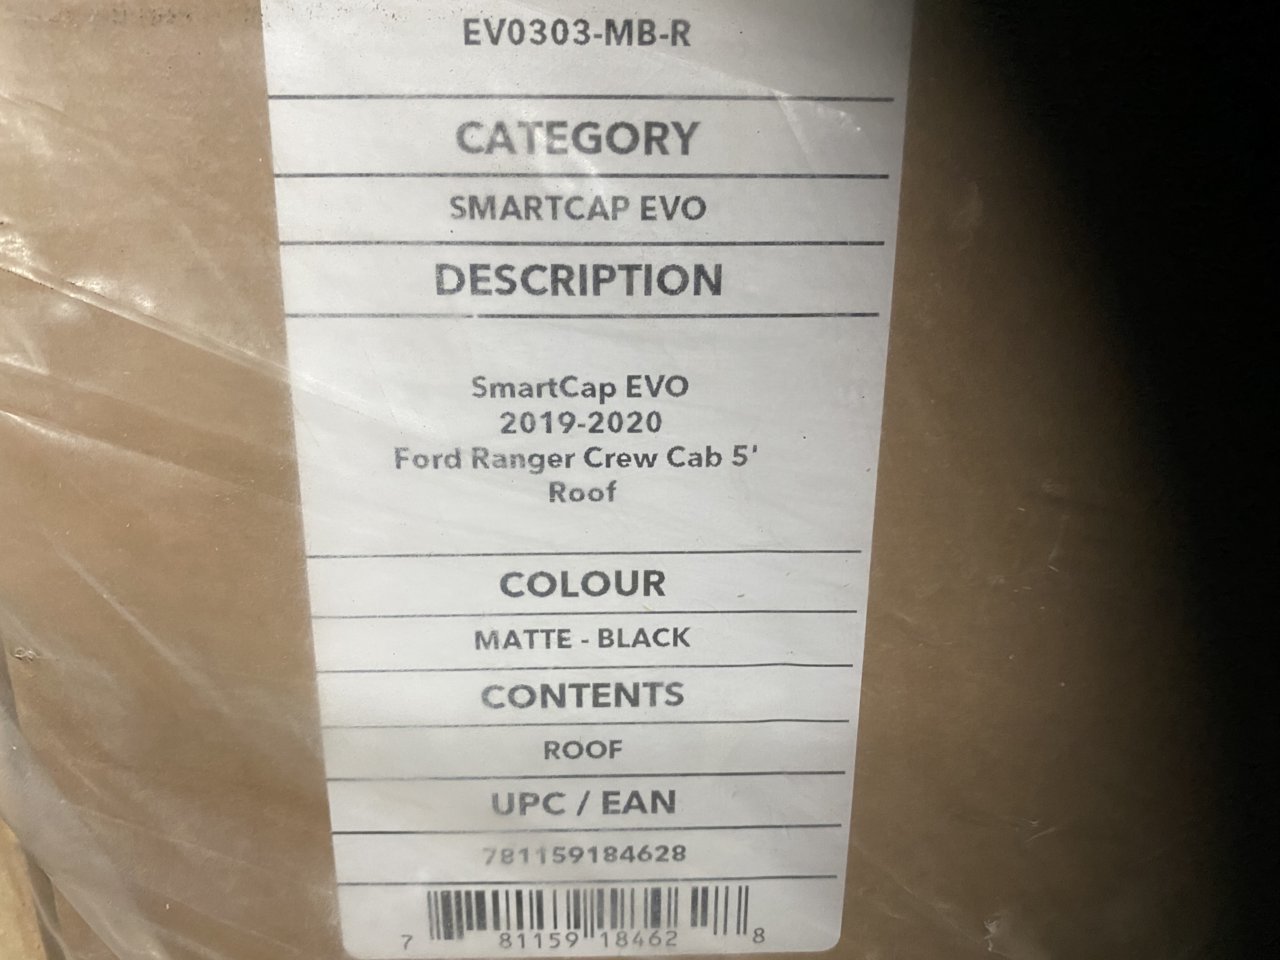 EV0303-MB-R
CATEGORY
SMARTCAP EVO
DESCRIPTION
SmartCap EVO
2019-2020
Ford Ranger Crew Cab 5'
Roof
COLOUR
MATTE - BLACK
CONTENTS
ROOF
UPC / EAN
781159184628
7 81159 18462 8